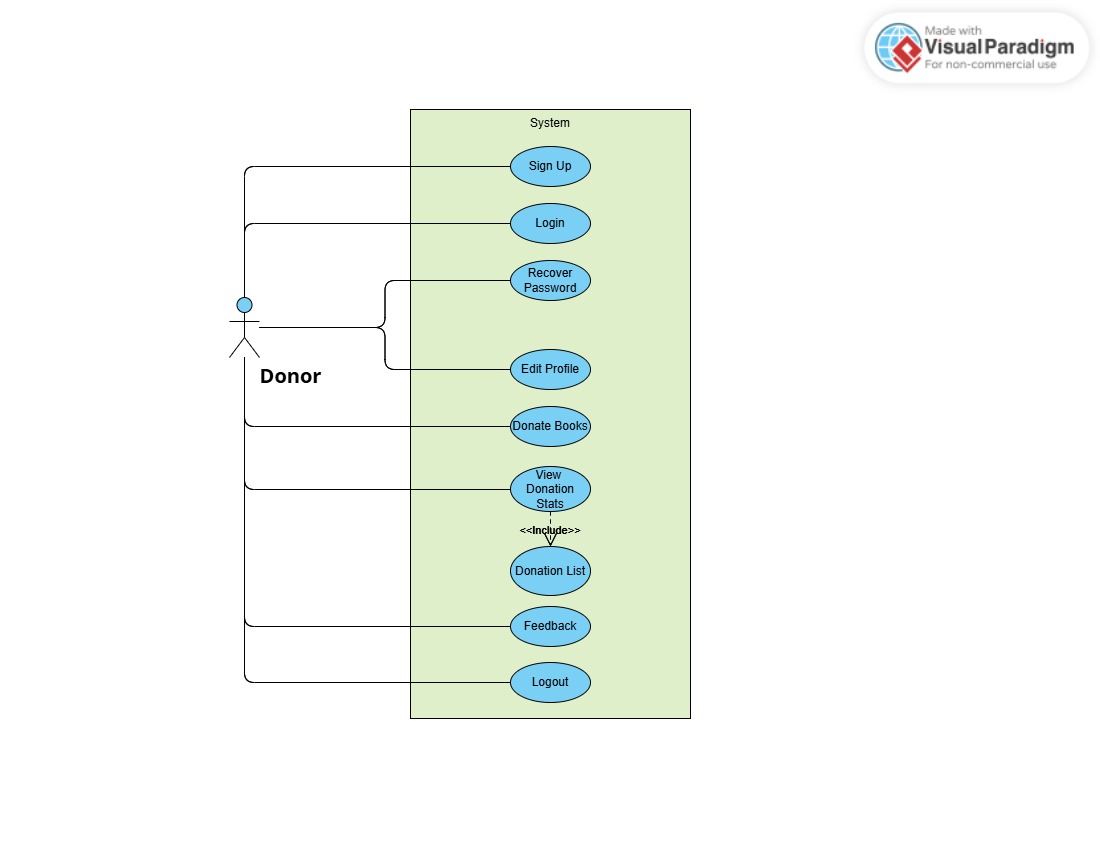 Made with
Visual Paradigm
For non-commercial use
System
Sign Up
Login
Recover
Password
Donor
Edit Profile
Donate Books
View
Donation
Stats
<<Include>>
Donation List
Feedback
Logout